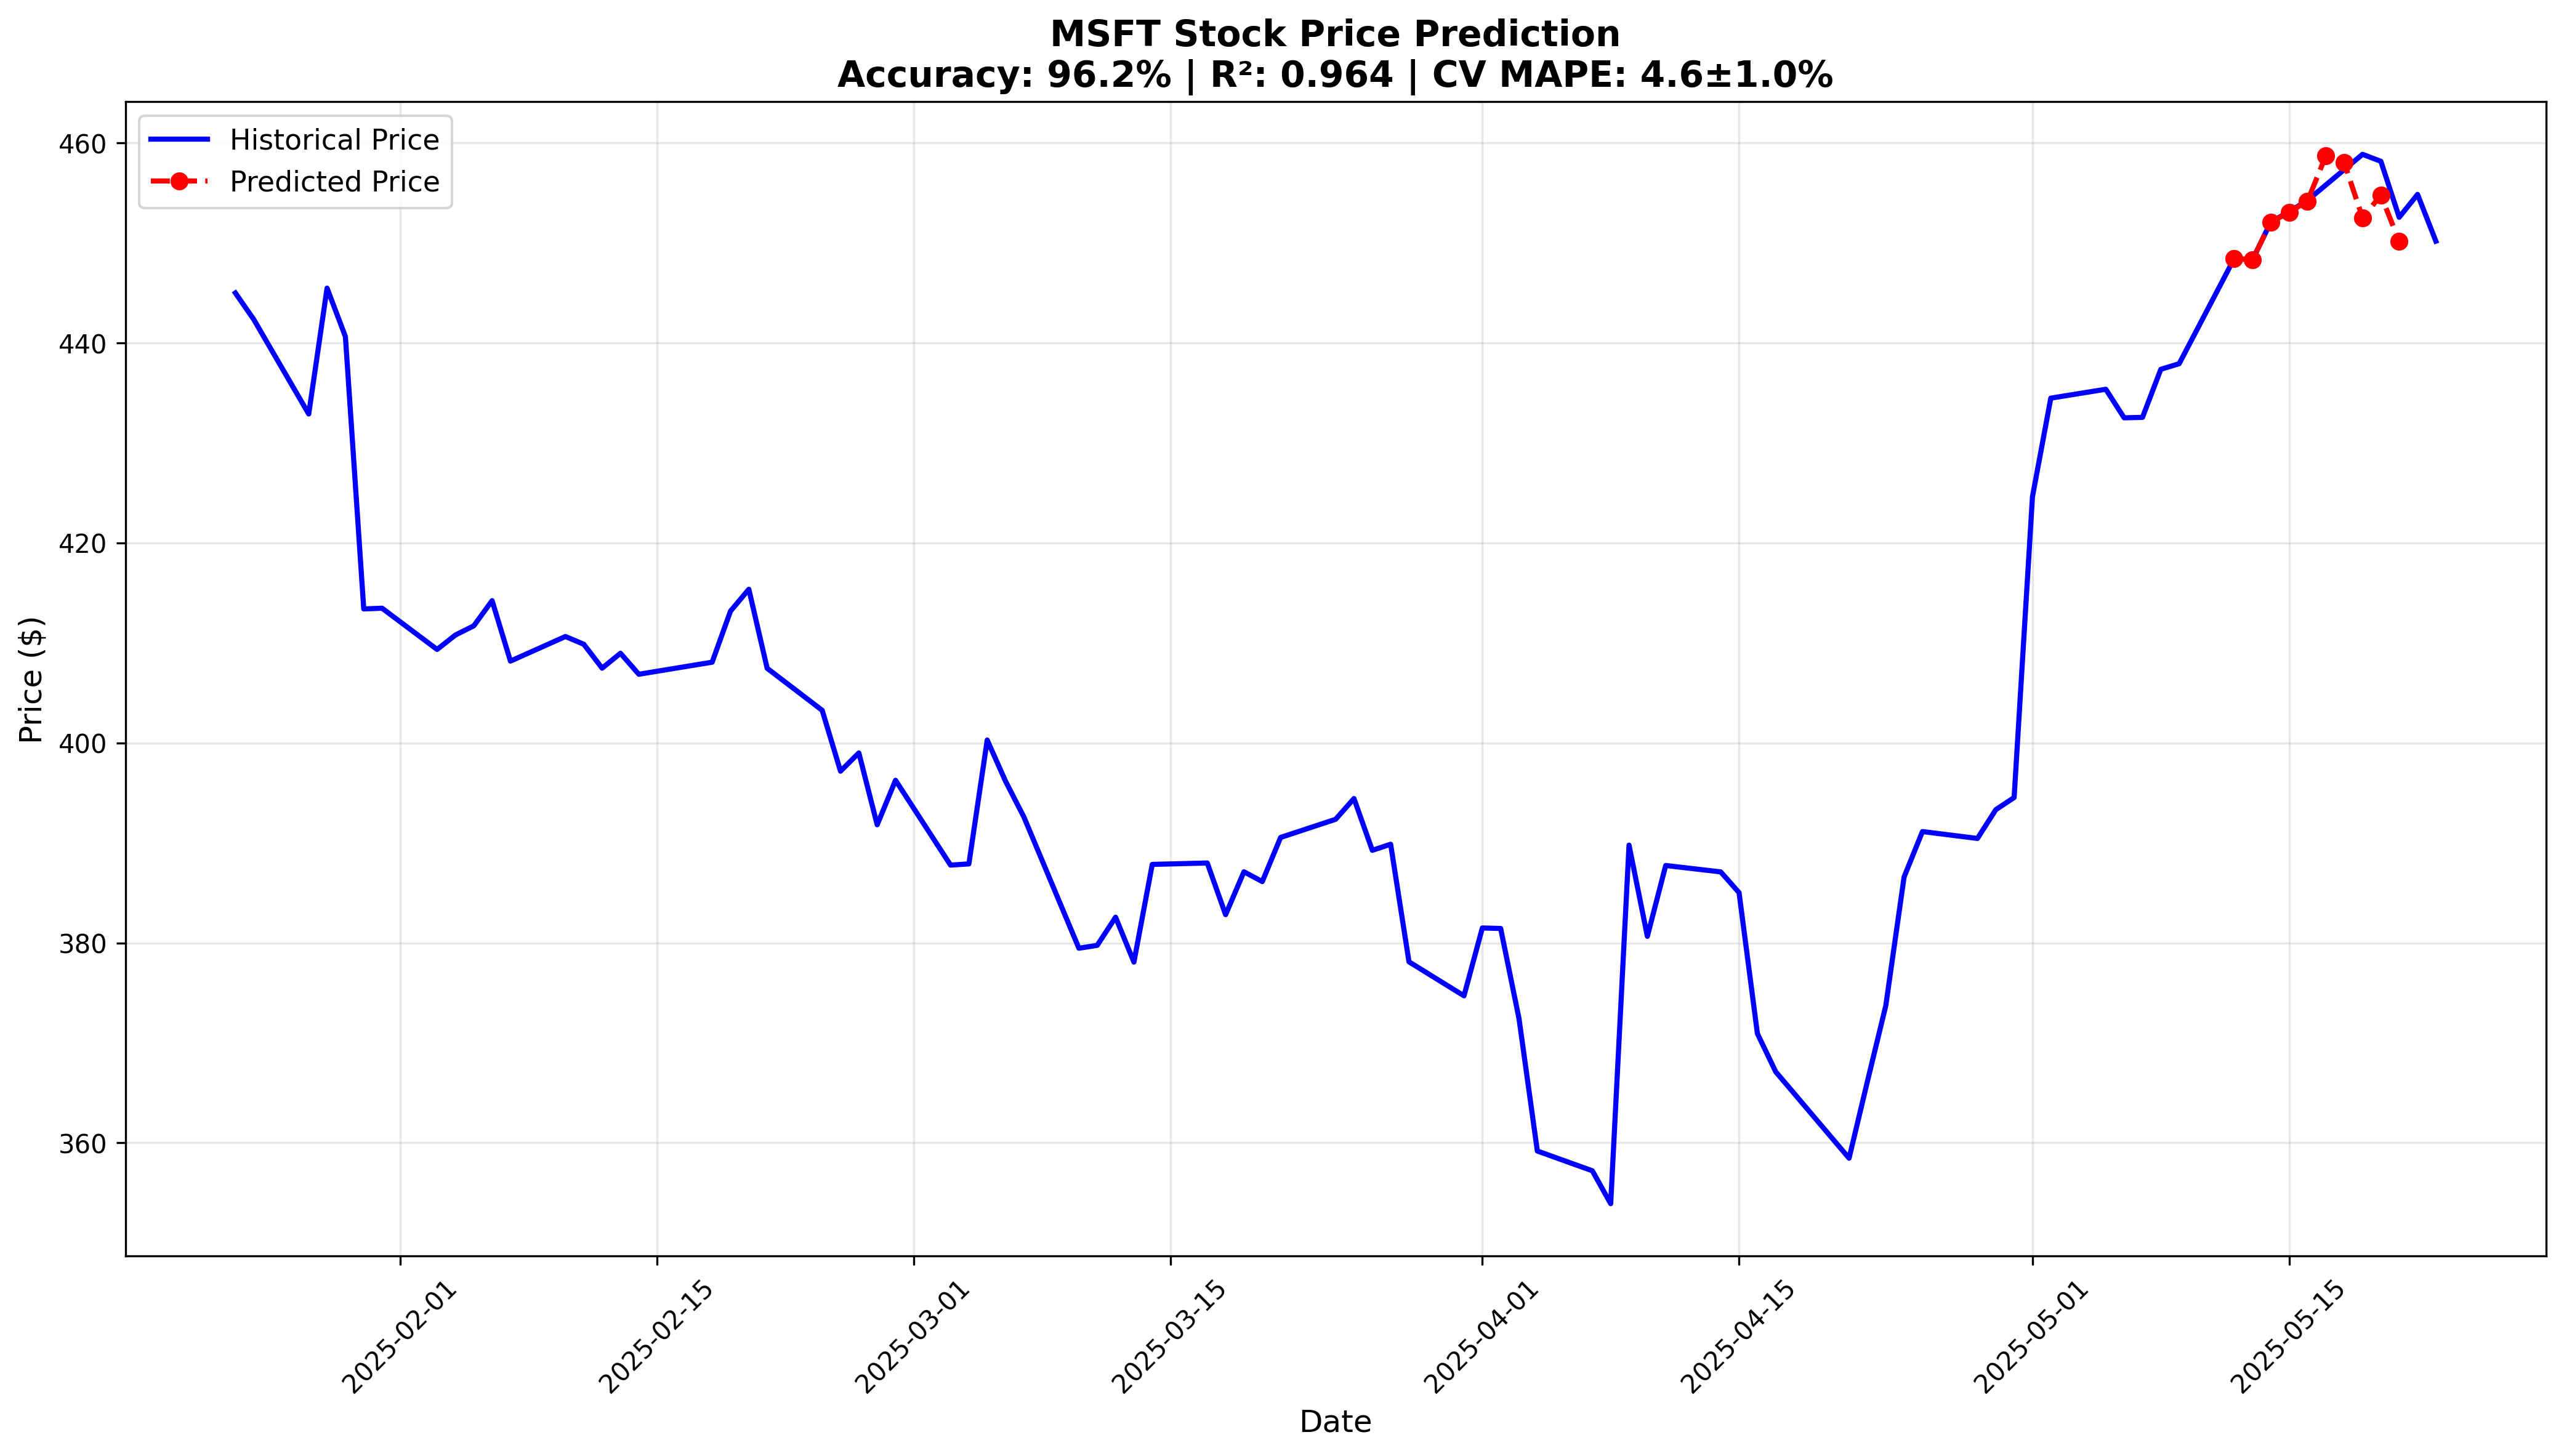 MSFT Stock Price Prediction
Accuracy: 96.2% | R²: 0.964 | CV MAPE: 4.6±1.0%
Historical Price
Predicted Price
Price ($)
460
440
420
400
380
360
2025-02-01
2025-02-15
2025-03-01
2025-03-15
2025-04-01
2025-04-15
2025-05-01
2025-05-15
Date